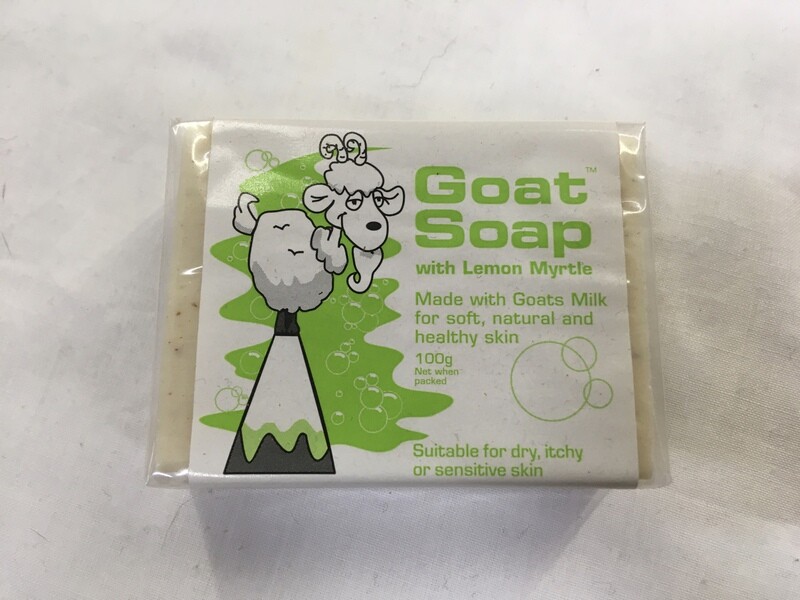 Goat™
Soap
with Lemon Myrtle
Made with Goats Milk
for soft, natural and
healthy skin
100g
Net when
packed
Suitable for dry, itchy
or sensitive skin